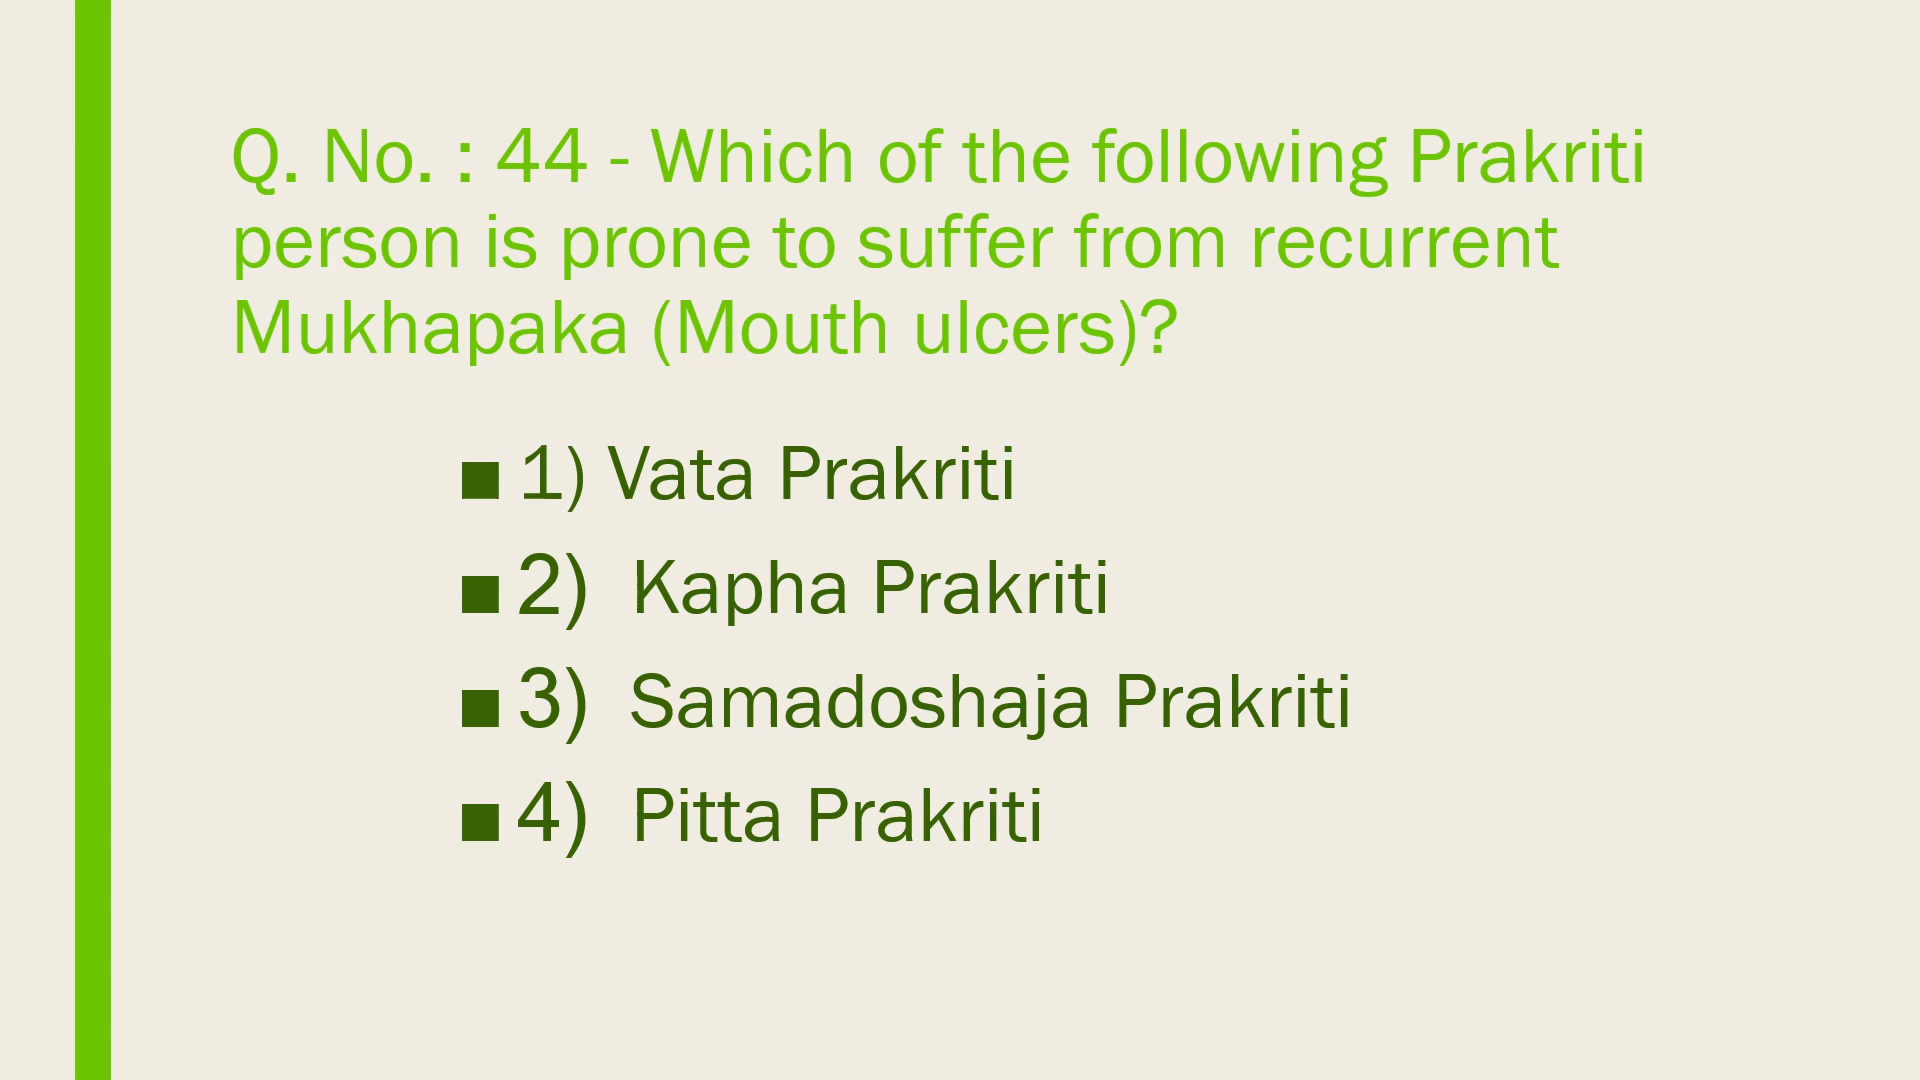 Q. No. : 44 - Which of the following Prakriti
person is prone to suffer from recurrent
Mukhapaka (Mouth ulcers)?
■ 1) Vata Prakriti
■ 2) Kapha Prakriti
■ 3) Samadoshaja Prakriti
■ 4) Pitta Prakriti